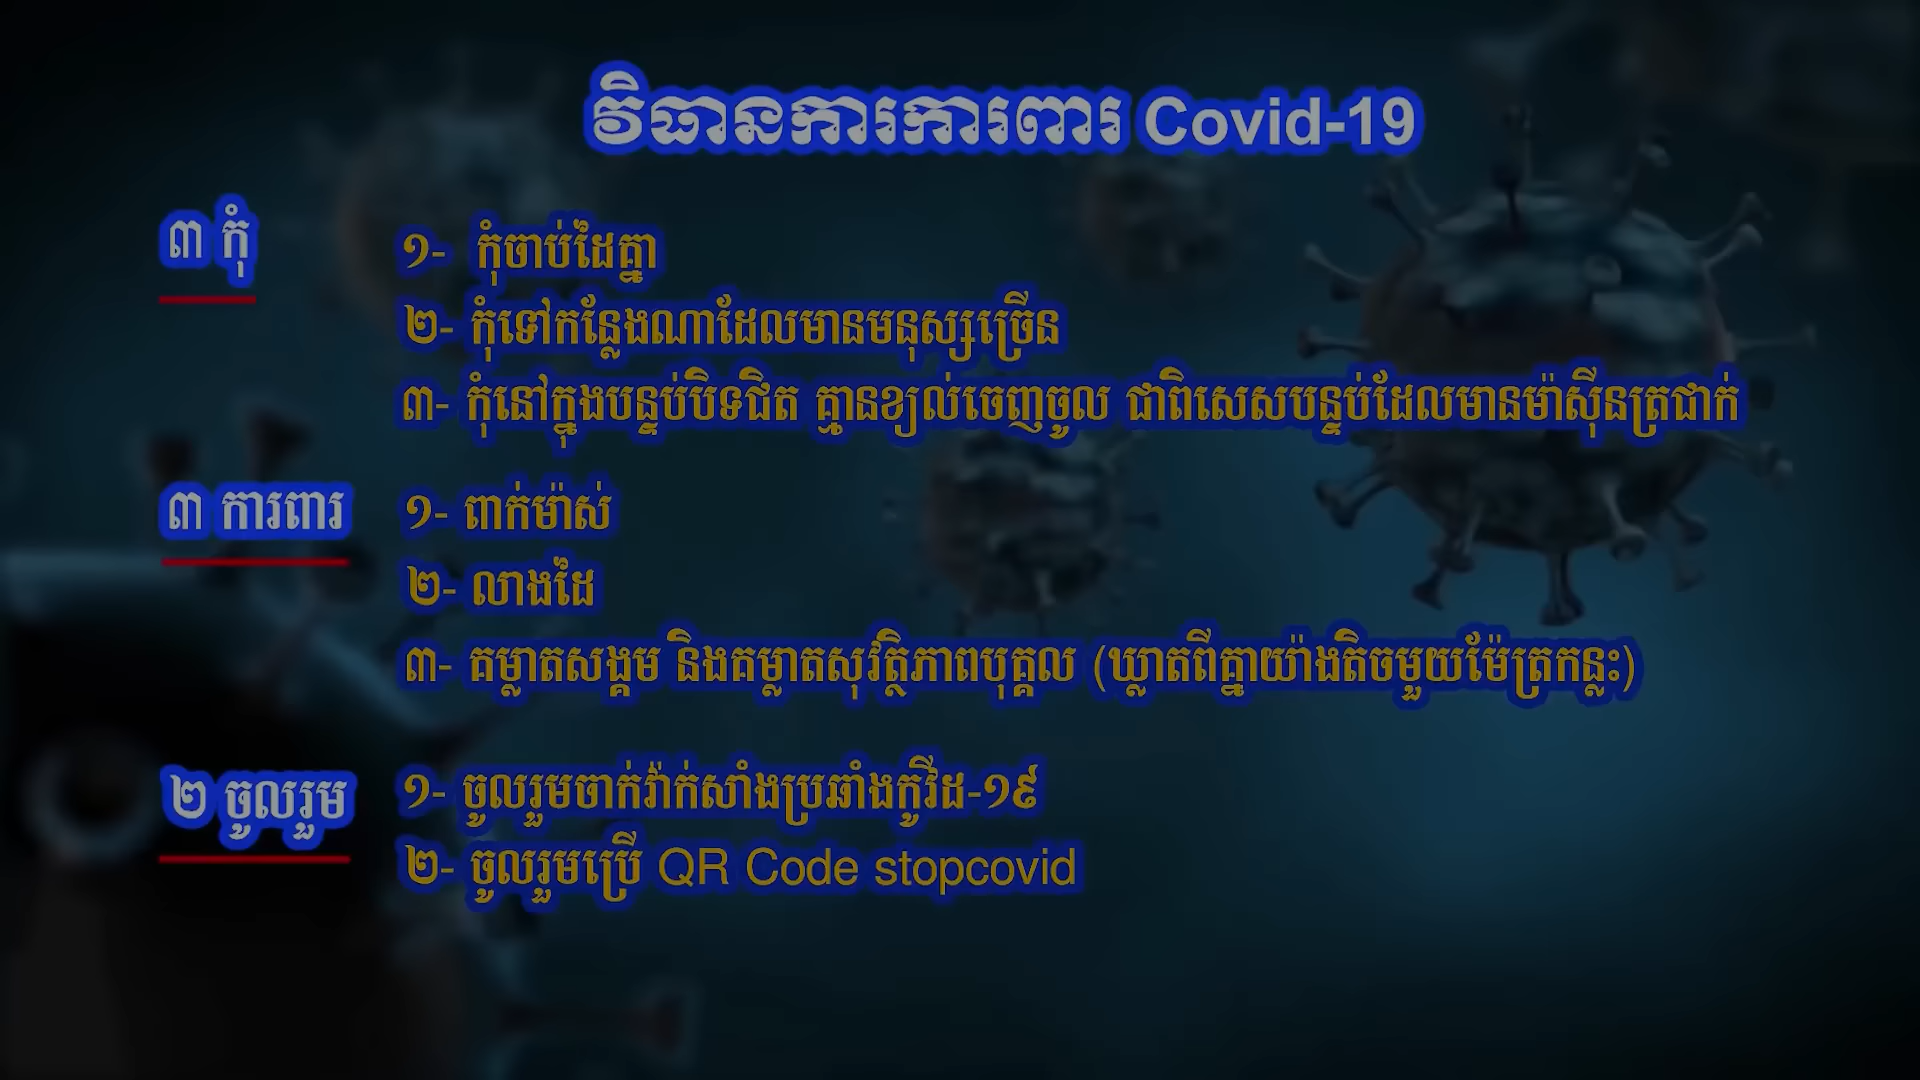 វិធានការការពារ Covid-19
៣ កុំ
១- កុំចាប់ដៃគ្នា
២- កុំទៅកន្លែងណាដែលមានមនុស្សច្រើន
៣- កុំនៅក្នុងបន្ទប់បិទជិត គ្មានខ្យល់ចេញចូល ជាពិសេសបន្ទប់ដែលមានម៉ាស៊ីនត្រជាក់
៣ ការពារ
១- ពាក់ម៉ាស់
២- លាងដៃ
៣- គម្លាតសង្គម និងគម្លាតសុវត្ថិភាពបុគ្គល (ឃ្លាតពីគ្នាយ៉ាងតិចមួយម៉ែត្រកន្លះ)
២ ចូលរួម
១- ចូលរួមចាក់វ៉ាក់សាំងប្រឆាំងកូវីដ-១៩
២- ចូលរួមប្រើ QR Code stopcovid